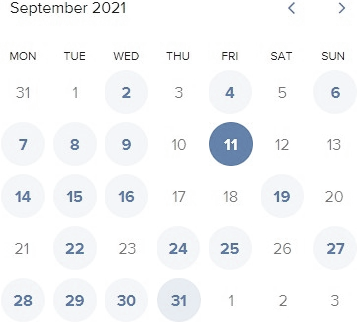 September 2021
MON TUE WED THU FRI SAT SUN
31 1 2 3 4 5 6
7 8 9 10 11 12 13
14 15 16 17 18 19 20
21 22 23 24 25 26 27
28 29 30 31 1 2 3